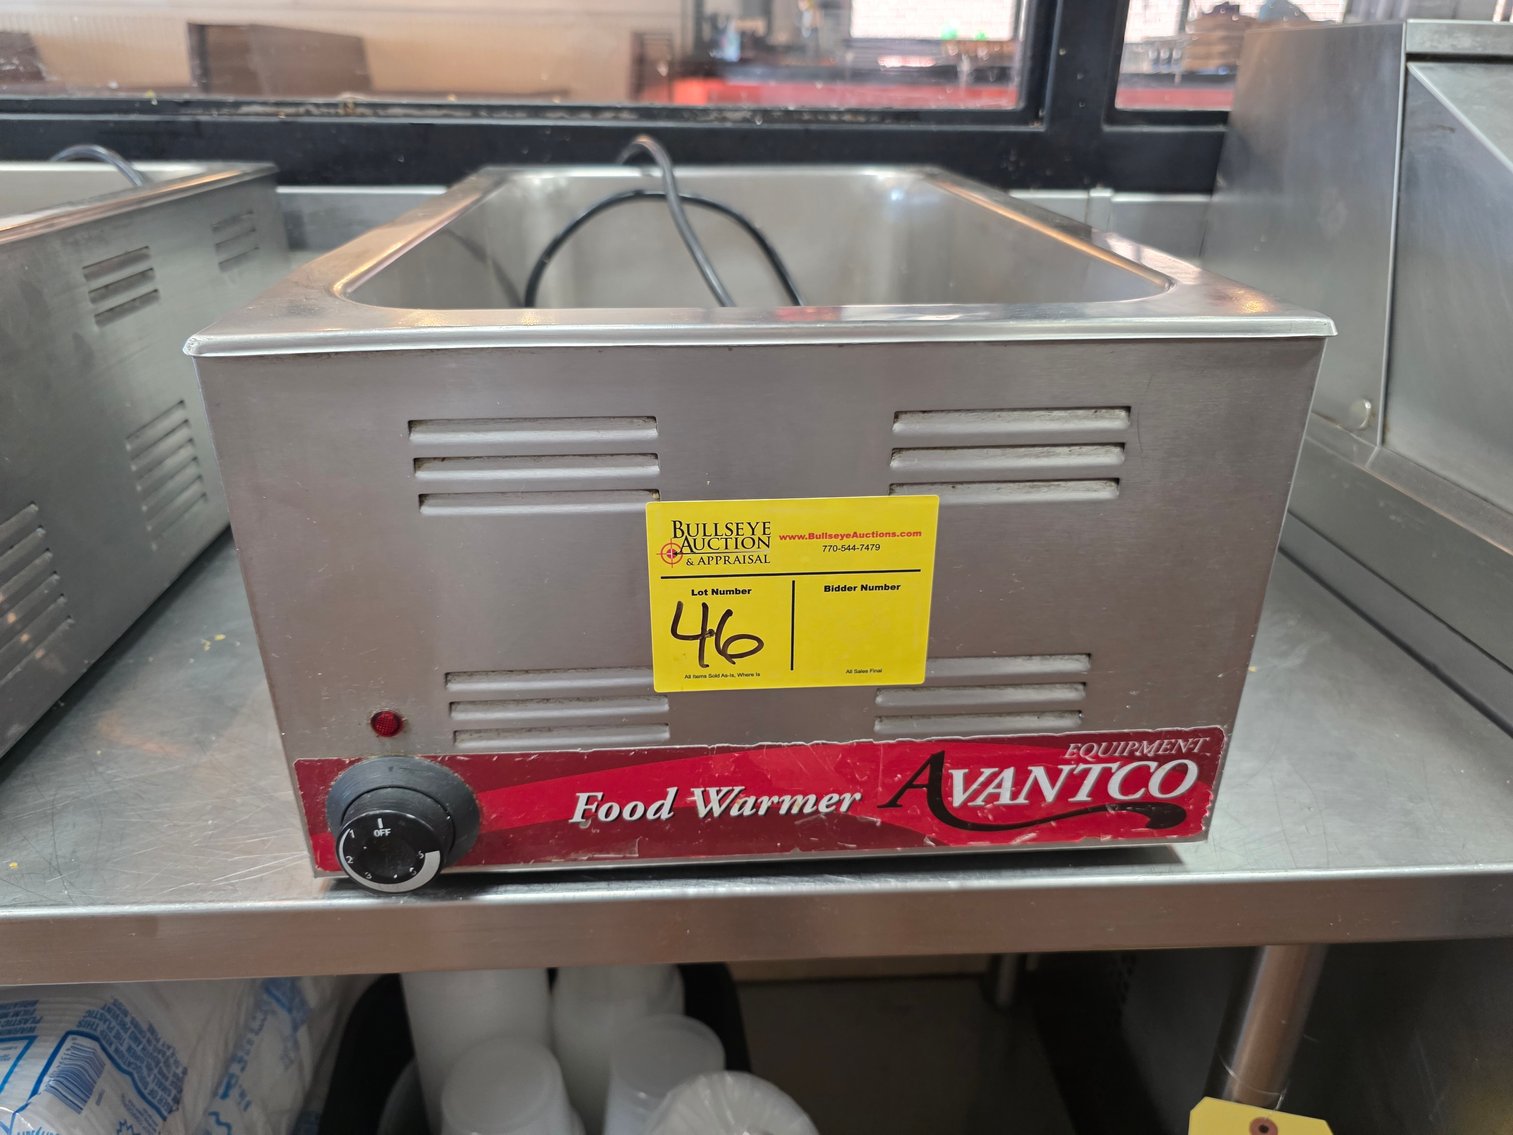 BULLSEYE
AUCTION
& APPRAISAL
www.BullseyeAuctions.com
770-544-7479
Lot Number
Bidder Number
46
All Items Sold As-Is, Where Is
All Sales Final
EQUIPMENT
AVANTCO
Food Warmer
OFF
1
2
3
5